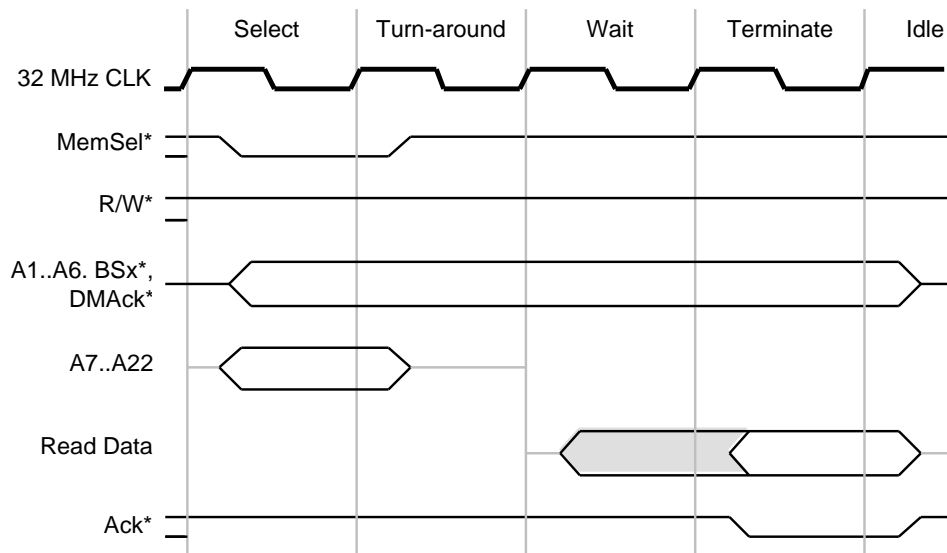 Select Turn-around Wait Terminate Idle
32 MHz CLK
MemSel*
R/W*
A1..A6. BSx*,
DMAck*
A7..A22
Read Data
Ack*